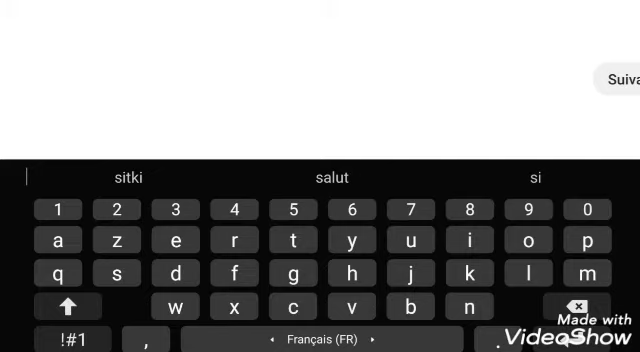 Suiva
sitki salut si
1 2 3 4 5 6 7 8 9 0
a z e r t y u i o p
q s d f g h j k l m
w x c v b n
!#1 , Français (FR) .
Made with
VideoShow